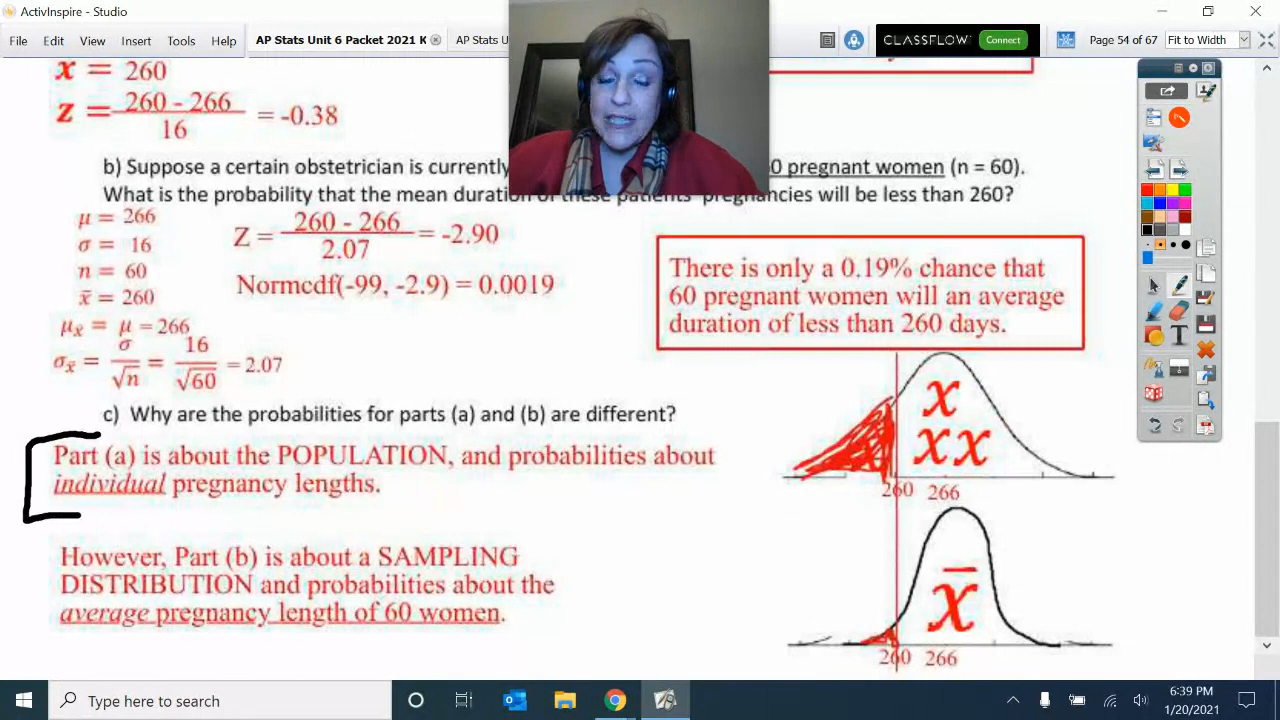 ActivInspire - Studio
File Edit View Insert Tools Help
AP Stats Unit 6 Packet 2021 K
AP Stats U
CLASSFLOW Connect
Page 54 of 67
Fit to Width
x = 260
z = 260 - 266 / 16 = -0.38
b) Suppose a certain obstetrician is currently 0 pregnant women (n = 60).
What is the probability that the mean duration of these patients' pregnancies will be less than 260?
μ = 266
σ = 16
n = 60
x̄ = 260
Z = 260 - 266 / 2.07 = -2.90
Normcdf(-99, -2.9) = 0.0019
μx̄ = μ = 266
σx̄ = σ / √n = 16 / √60 = 2.07
There is only a 0.19% chance that
60 pregnant women will an average
duration of less than 260 days.
c) Why are the probabilities for parts (a) and (b) are different?
Part (a) is about the POPULATION, and probabilities about
individual pregnancy lengths.
However, Part (b) is about a SAMPLING
DISTRIBUTION and probabilities about the
average pregnancy length of 60 women.
x
x x
260 266
x̄
260 266
Type here to search
6:39 PM
1/20/2021